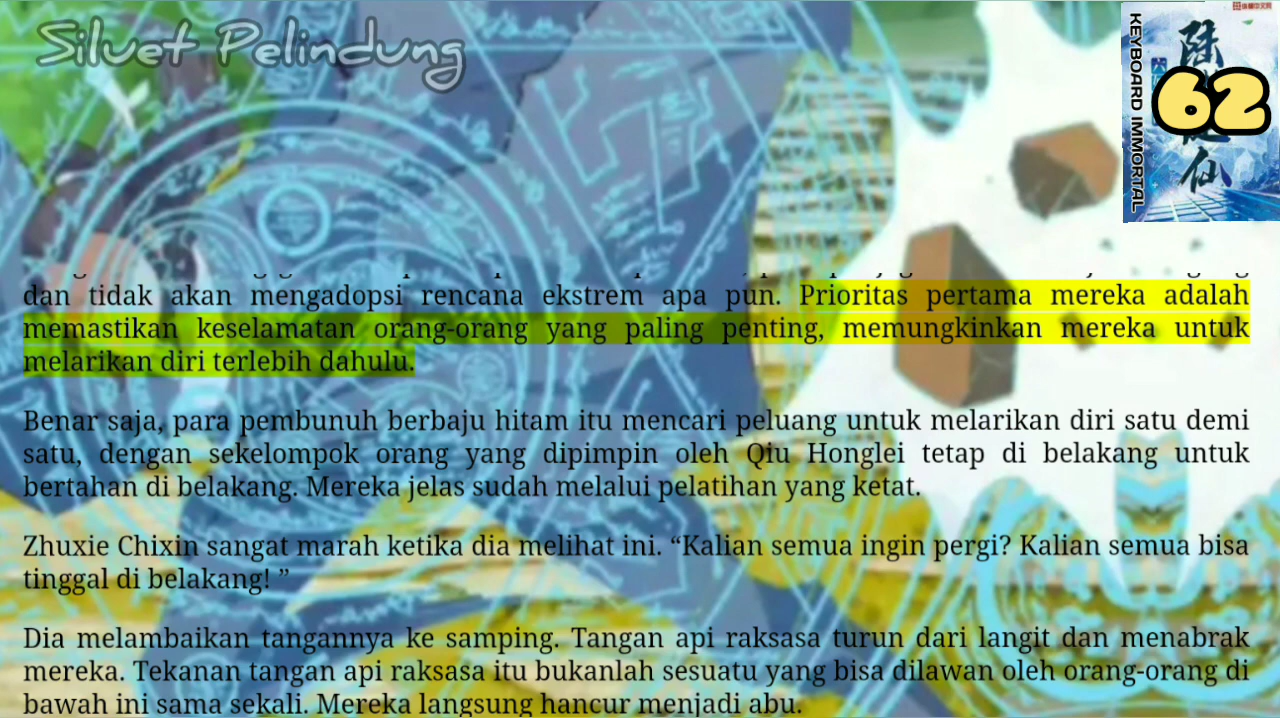 Siluet Pelindung
KEYBOARD IMMORTAL
62
dan tidak akan mengadopsi rencana ekstrem apa pun. Prioritas pertama mereka adalah
memastikan keselamatan orang-orang yang paling penting, memungkinkan mereka untuk
melarikan diri terlebih dahulu.
Benar saja, para pembunuh berbaju hitam itu mencari peluang untuk melarikan diri satu demi
satu, dengan sekelompok orang yang dipimpin oleh Qiu Honglei tetap di belakang untuk
bertahan di belakang. Mereka jelas sudah melalui pelatihan yang ketat.
Zhuxie Chixin sangat marah ketika dia melihat ini. “Kalian semua ingin pergi? Kalian semua bisa
tinggal di belakang! ”
Dia melambaikan tangannya ke samping. Tangan api raksasa turun dari langit dan menabrak
mereka. Tekanan tangan api raksasa itu bukanlah sesuatu yang bisa dilawan oleh orang-orang di
bawah ini sama sekali. Mereka langsung hancur menjadi abu.